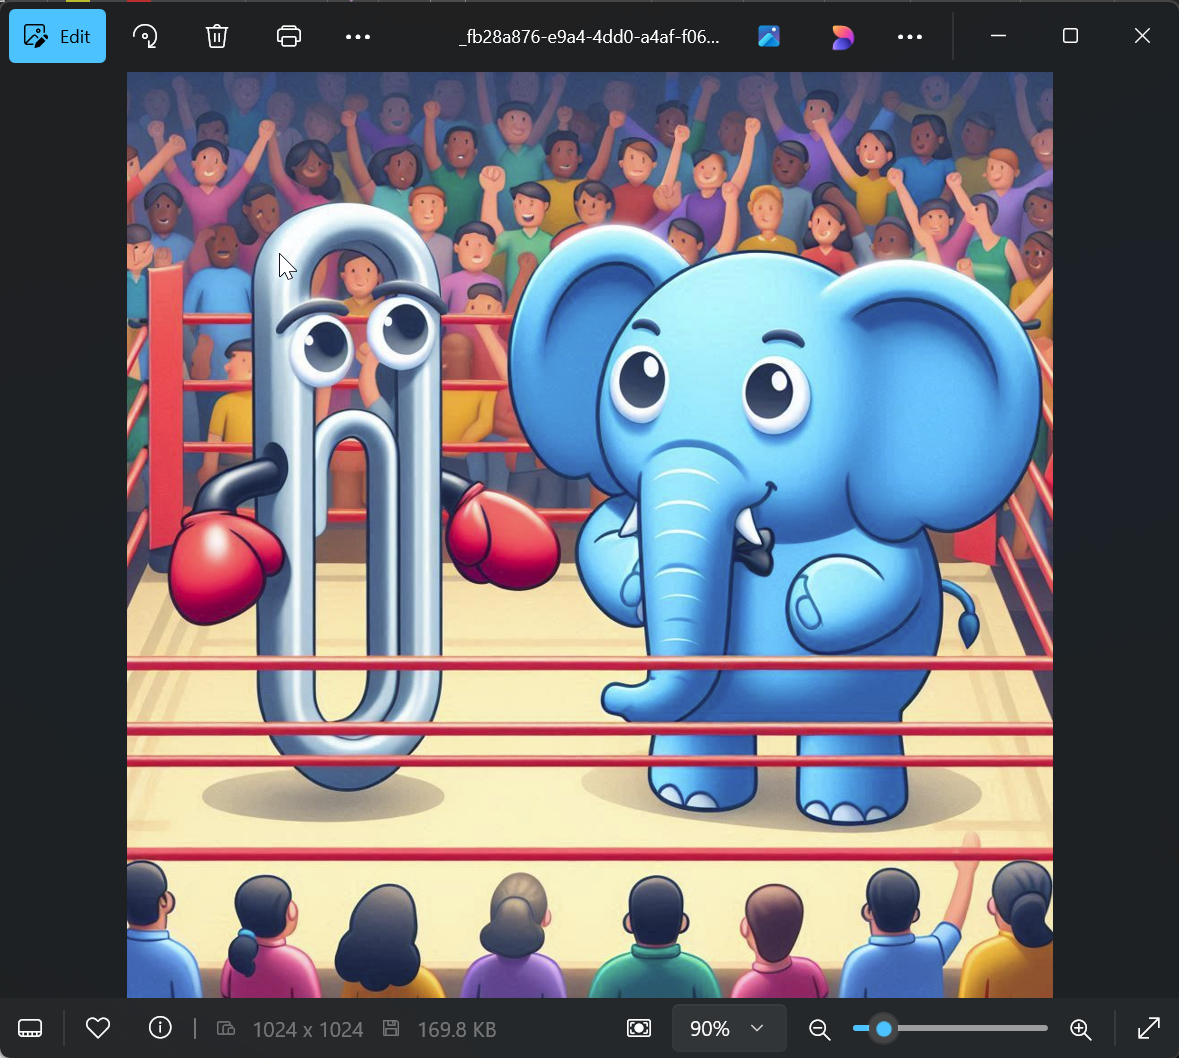 Edit
_fb28a876-e9a4-4dd0-a4af-f06...
1024 x 1024
169.8 KB
90%